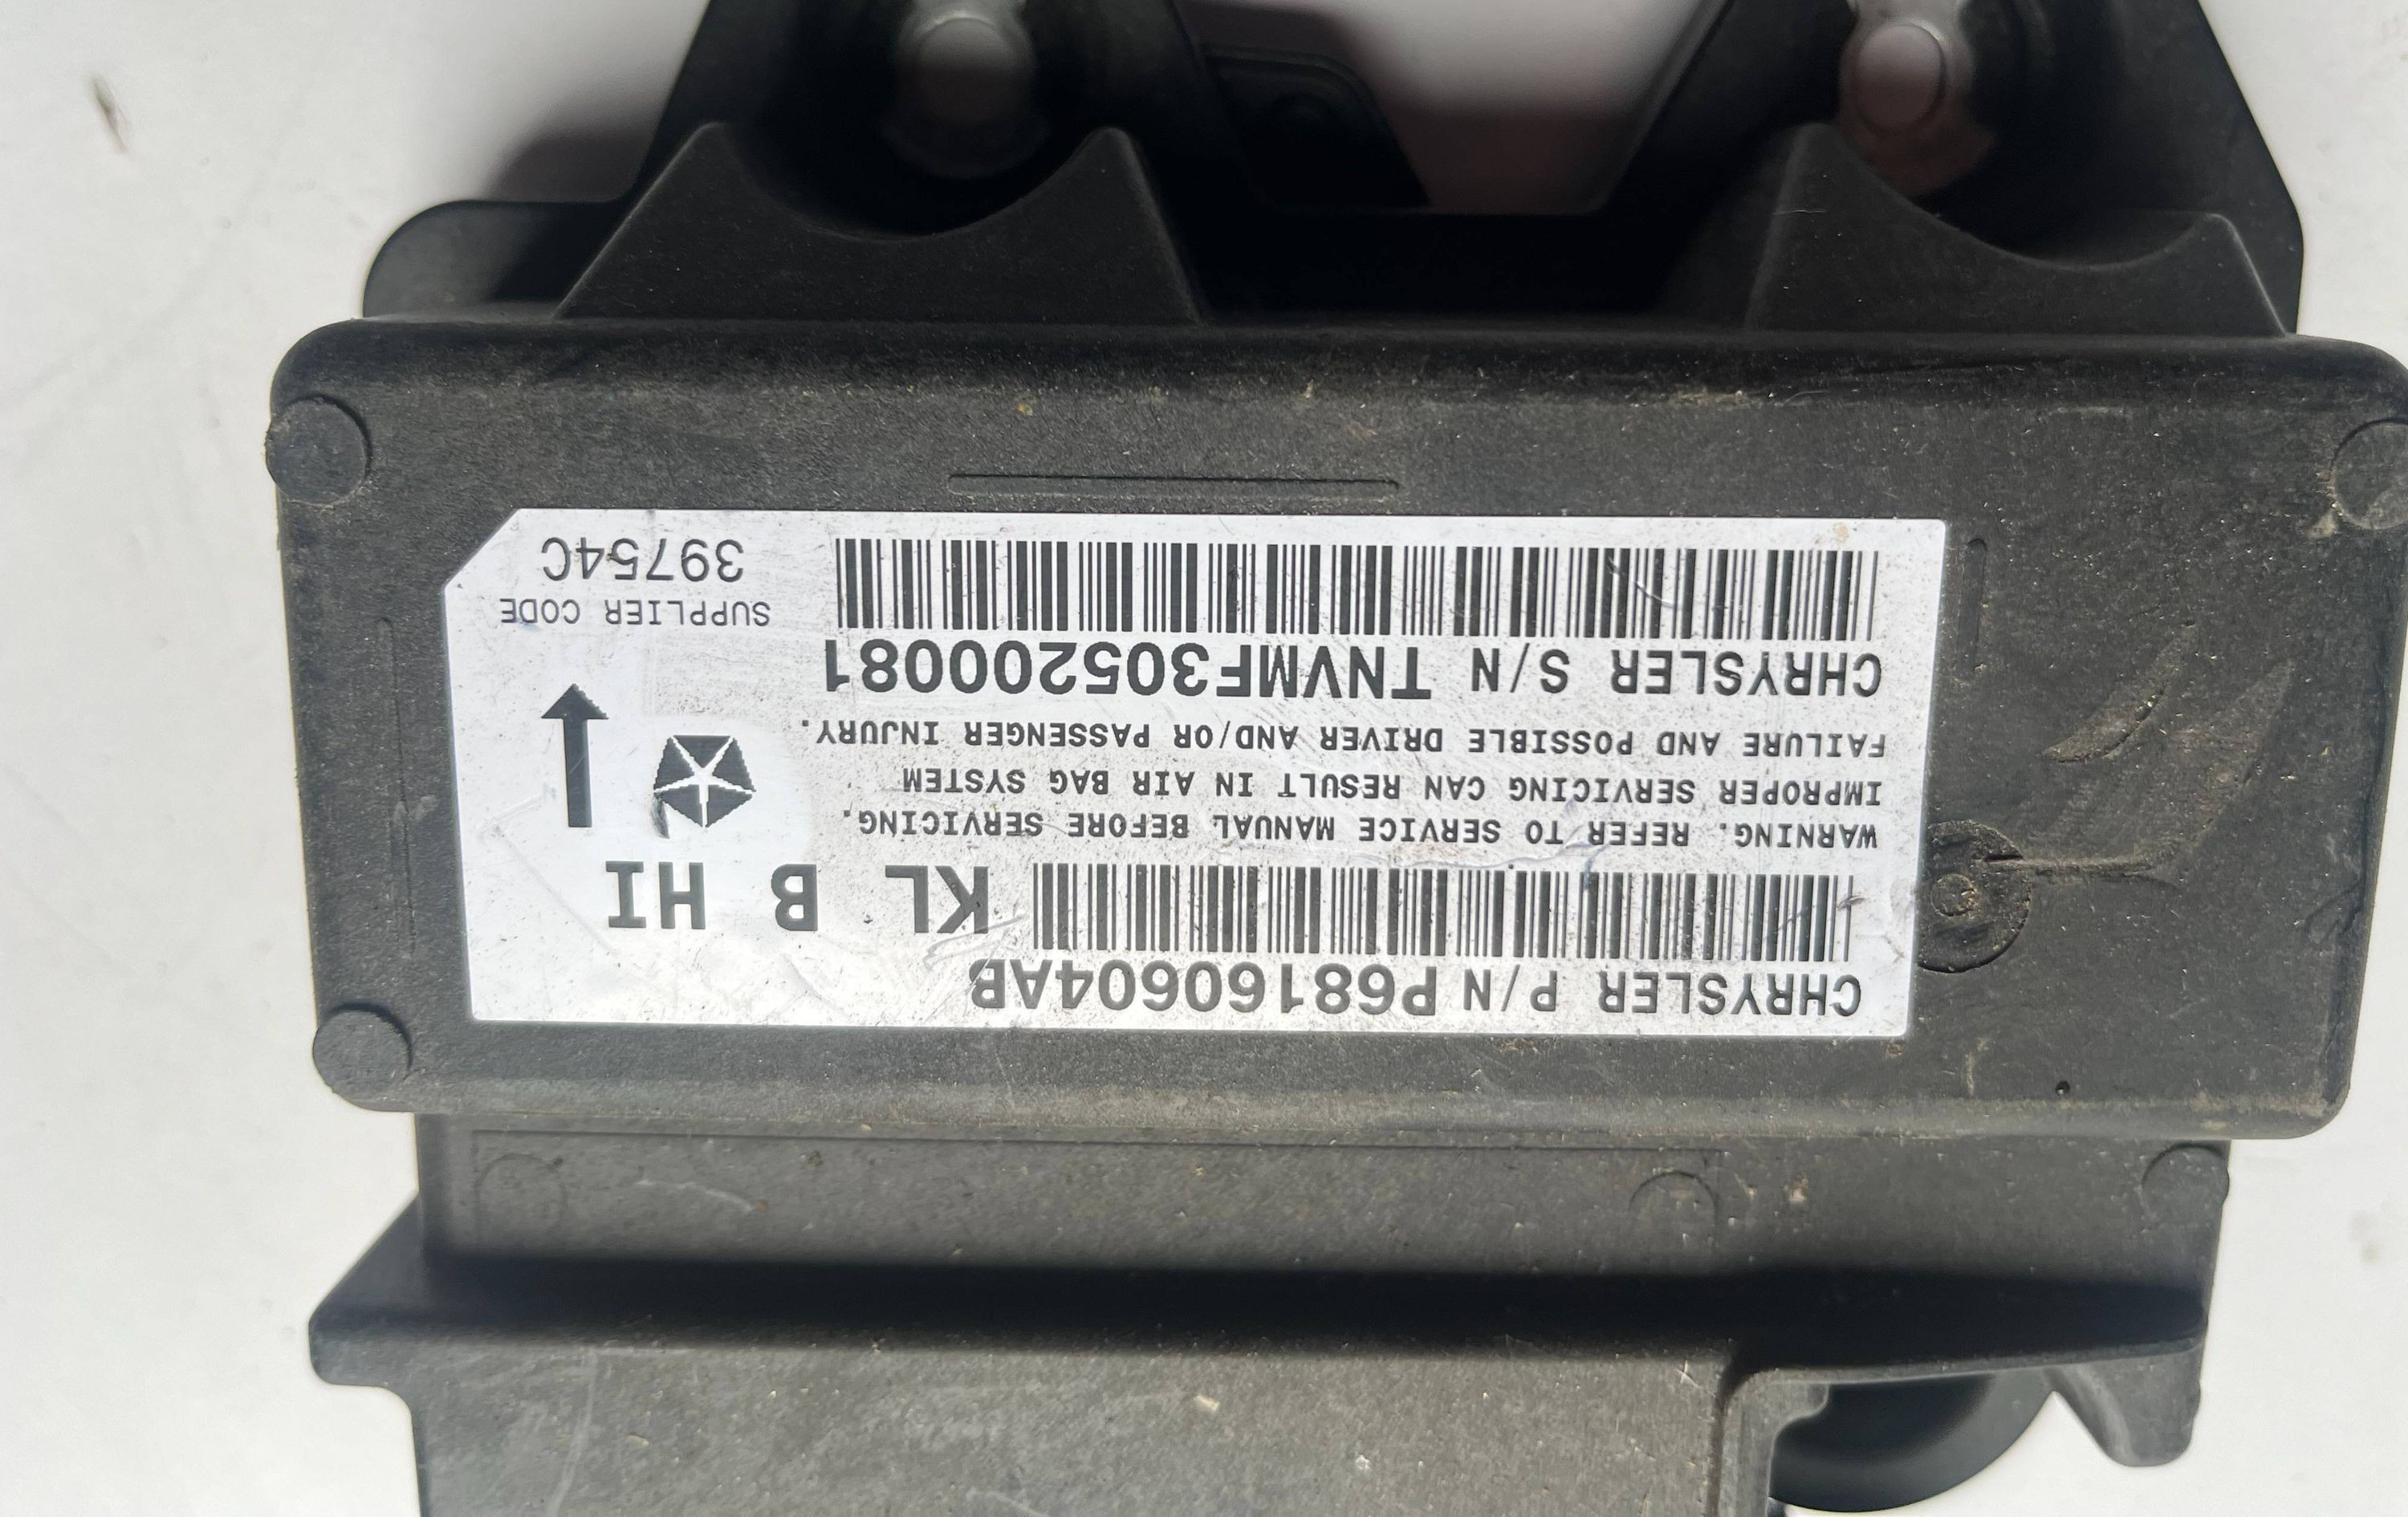 CHRYSLER P/N P68160604AB
KL B HI
WARNING. REFER TO SERVICE MANUAL BEFORE SERVICING.
IMPROPER SERVICING CAN RESULT IN AIR BAG SYSTEM
FAILURE AND POSSIBLE DRIVER AND/OR PASSENGER INJURY.
CHRYSLER S/N TNVMF305200081
SUPPLIER CODE
39754C